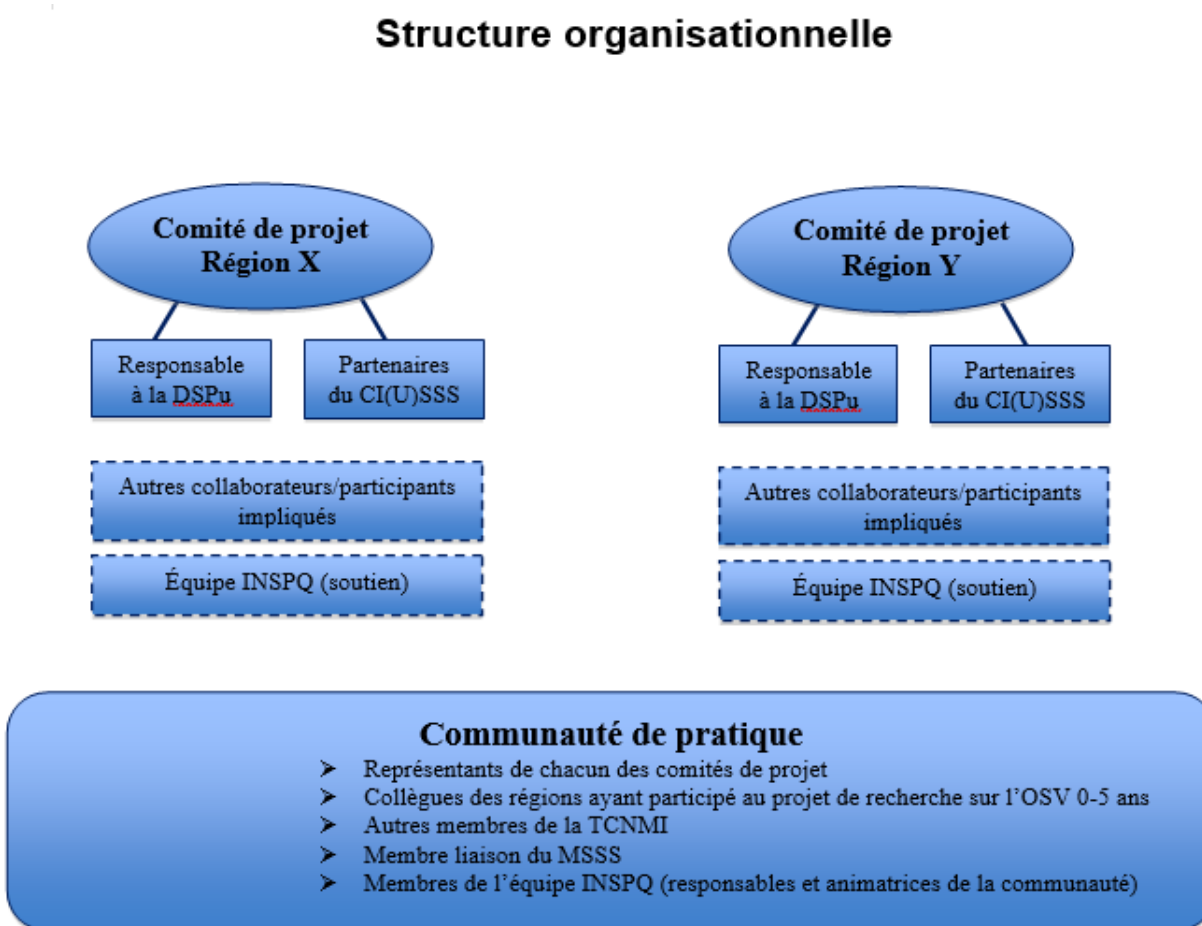 Structure organisationnelle
Comité de projet
Région X
Responsable
à la DSPu
Partenaires
du CI(U)SSS
Autres collaborateurs/participants
impliqués
Équipe INSPQ (soutien)
Comité de projet
Région Y
Responsable
à la DSPu
Partenaires
du CI(U)SSS
Autres collaborateurs/participants
impliqués
Équipe INSPQ (soutien)
Communauté de pratique
➤ Représentants de chacun des comités de projet
➤ Collègues des régions ayant participé au projet de recherche sur l’OSV 0-5 ans
➤ Autres membres de la TCNMI
➤ Membre liaison du MSSS
➤ Membres de l’équipe INSPQ (responsables et animatrices de la communauté)